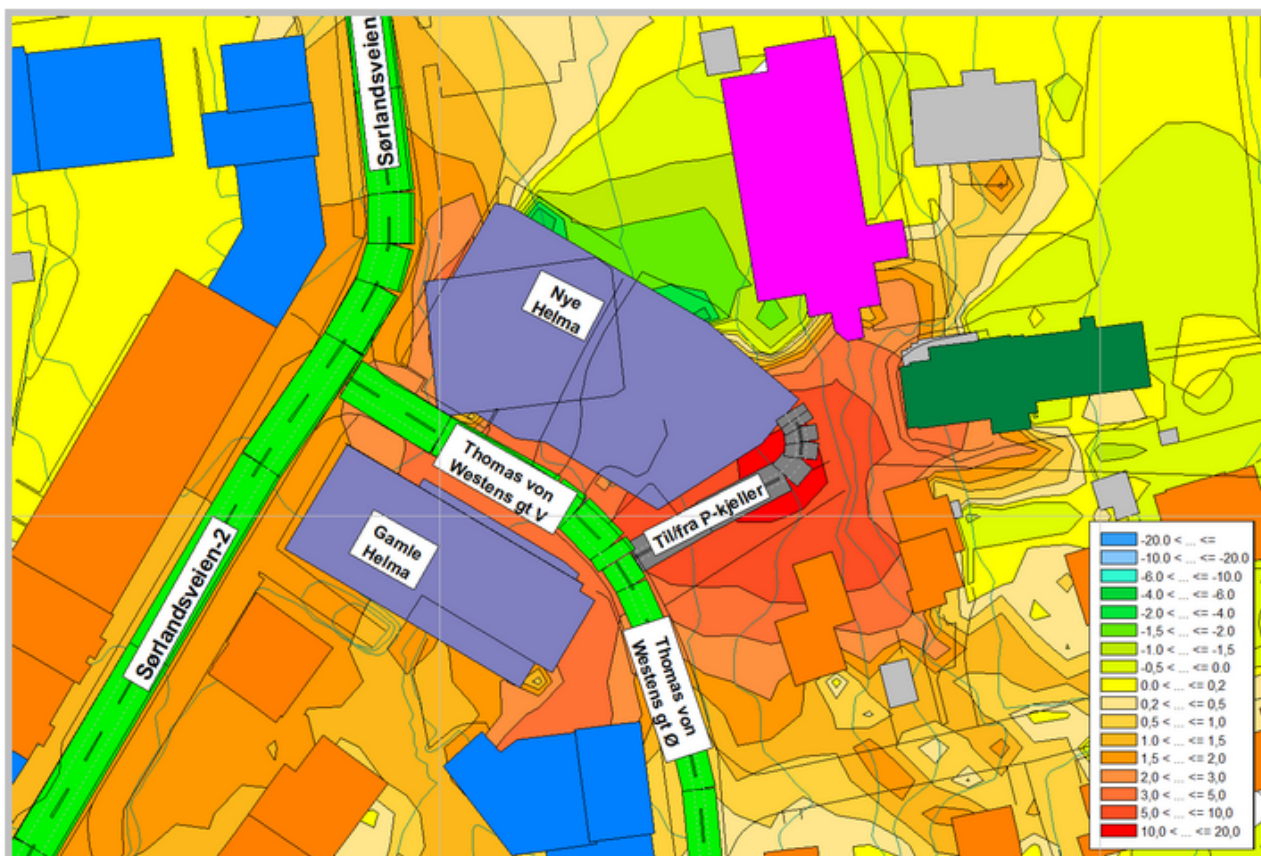 Sørlandsveien
Nye
Helma
Thomas von
Westens gt V
Til/fra P-kjeller
Gamle
Helma
Sørlandsveien-2
Thomas von
Westens gt Ø
-20.0 < ... <=
-10.0 < ... <= -20.0
-6.0 < ... <= -10.0
-4.0 < ... <= -6.0
-2.0 < ... <= -4.0
-1,5 < ... <= -2.0
-1.0 < ... <= -1,5
-0,5 < ... <= 0.0
0.0 < ... <= 0,2
0,2 < ... <= 0,5
0,5 < ... <= 1,0
1.0 < ... <= 1,5
1,5 < ... <= 2,0
2,0 < ... <= 3,0
3,0 < ... <= 5,0
5,0 < ... <= 10,0
10,0 < ... <= 20,0